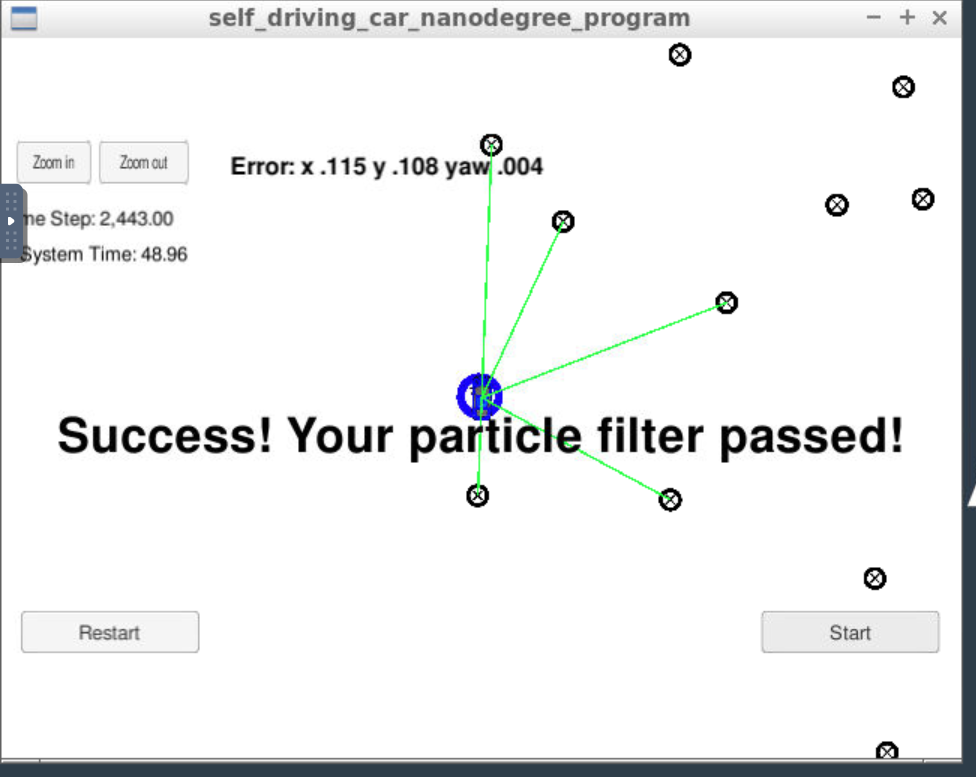 self_driving_car_nanodegree_program
Zoom in
Zoom out
Error: x .115 y .108 yaw .004
me Step: 2,443.00
System Time: 48.96
Success! Your particle filter passed!
Restart
Start